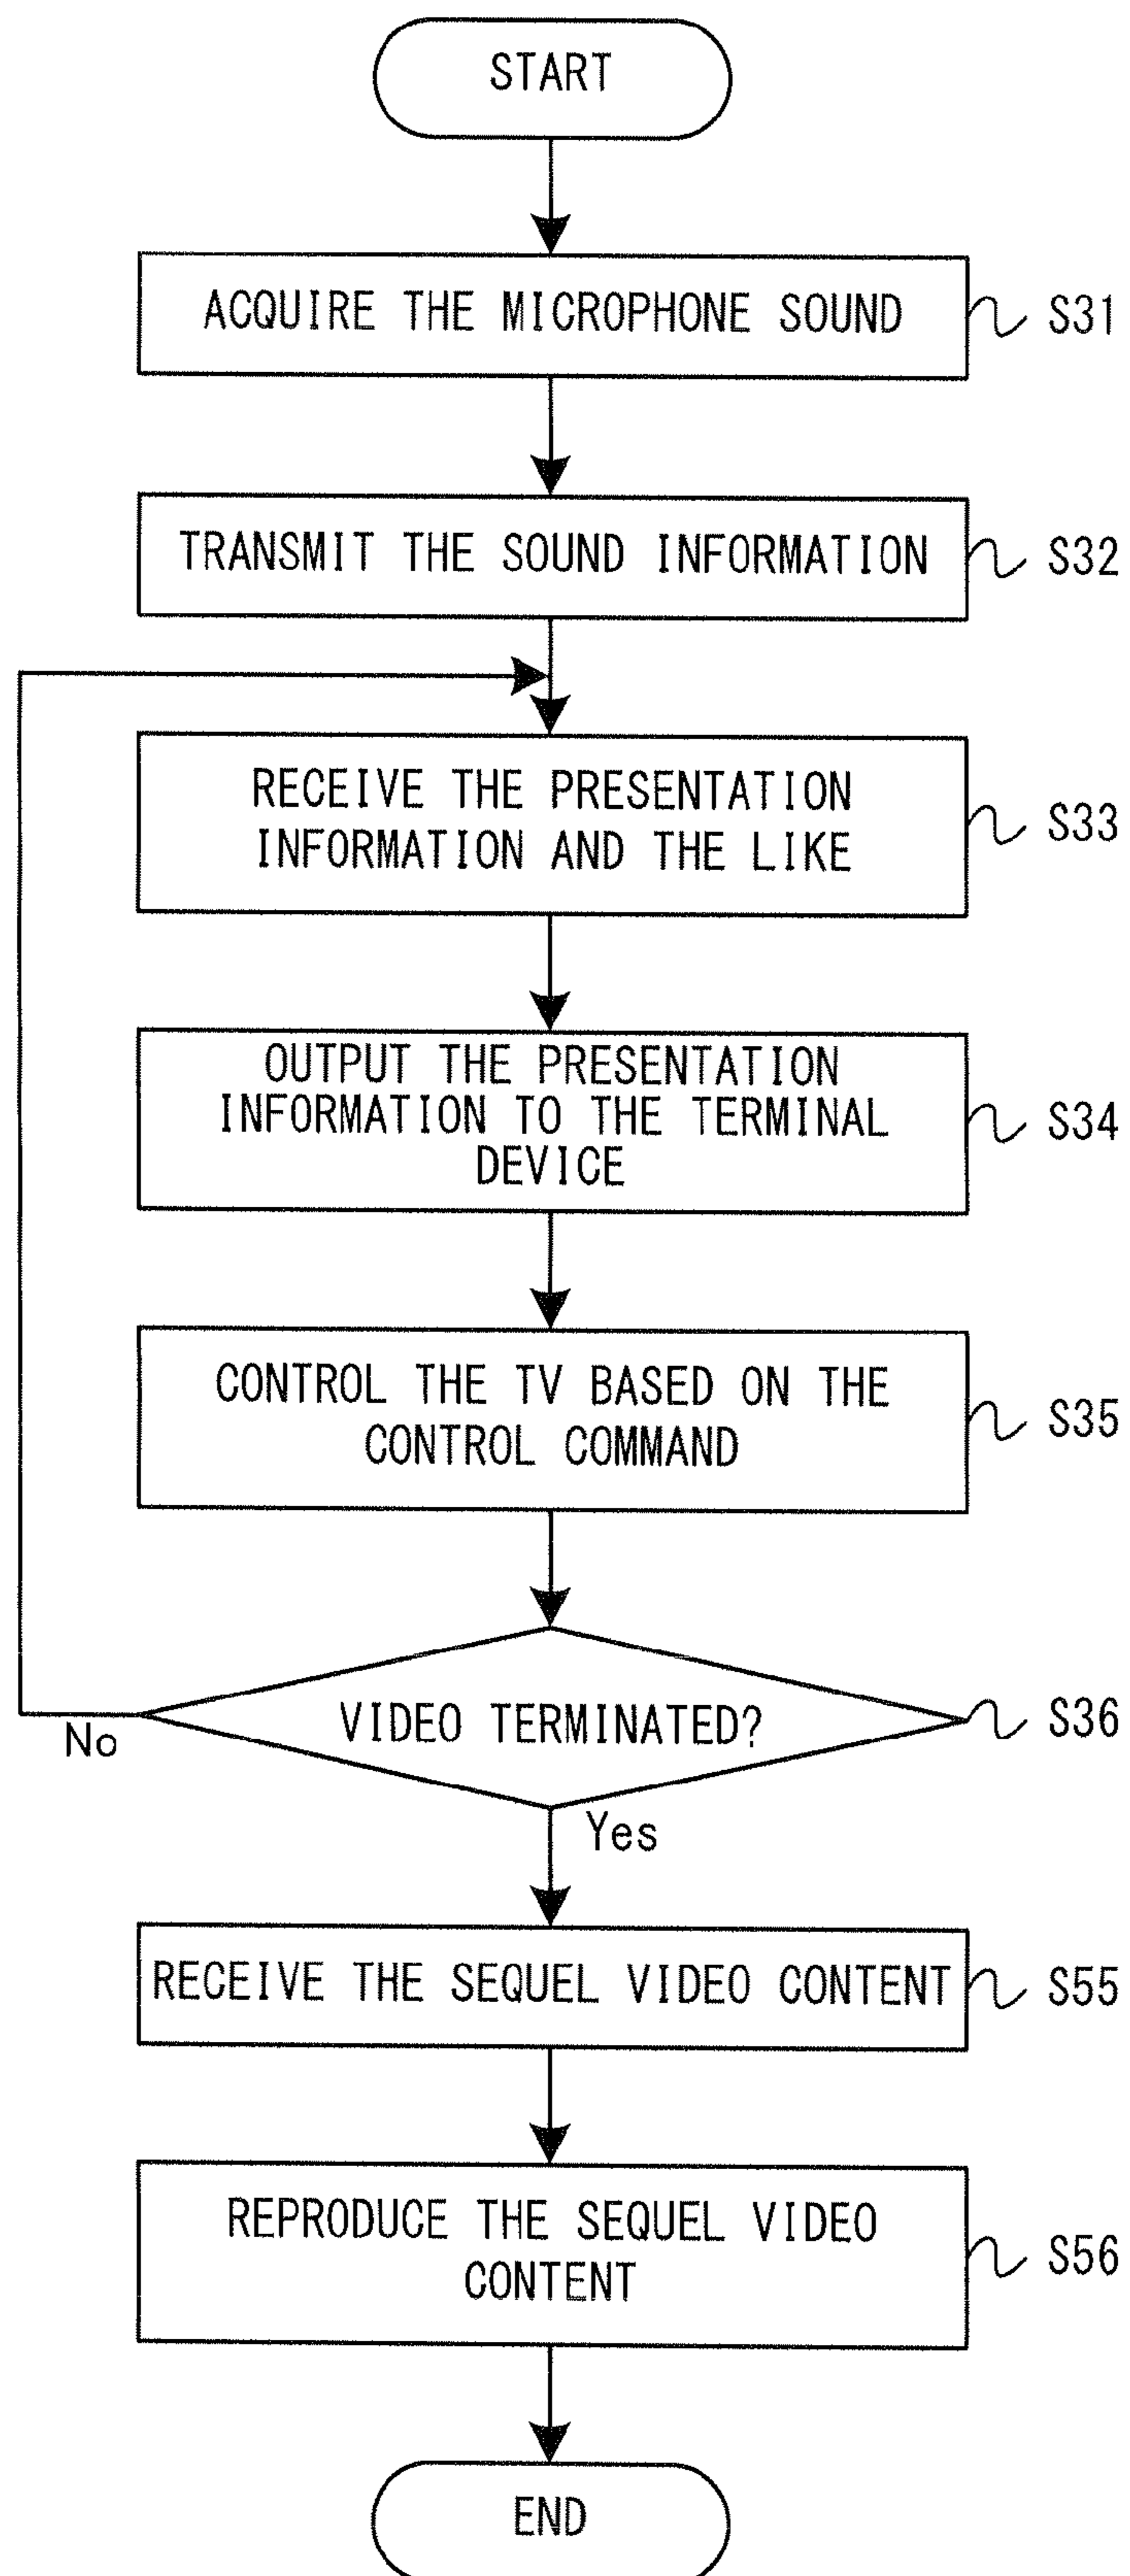 START
ACQUIRE THE MICROPHONE SOUND
S31
TRANSMIT THE SOUND INFORMATION
S32
RECEIVE THE PRESENTATION
INFORMATION AND THE LIKE
S33
OUTPUT THE PRESENTATION
INFORMATION TO THE TERMINAL
DEVICE
S34
CONTROL THE TV BASED ON THE
CONTROL COMMAND
S35
VIDEO TERMINATED?
S36
No
Yes
RECEIVE THE SEQUEL VIDEO CONTENT
S55
REPRODUCE THE SEQUEL VIDEO
CONTENT
S56
END